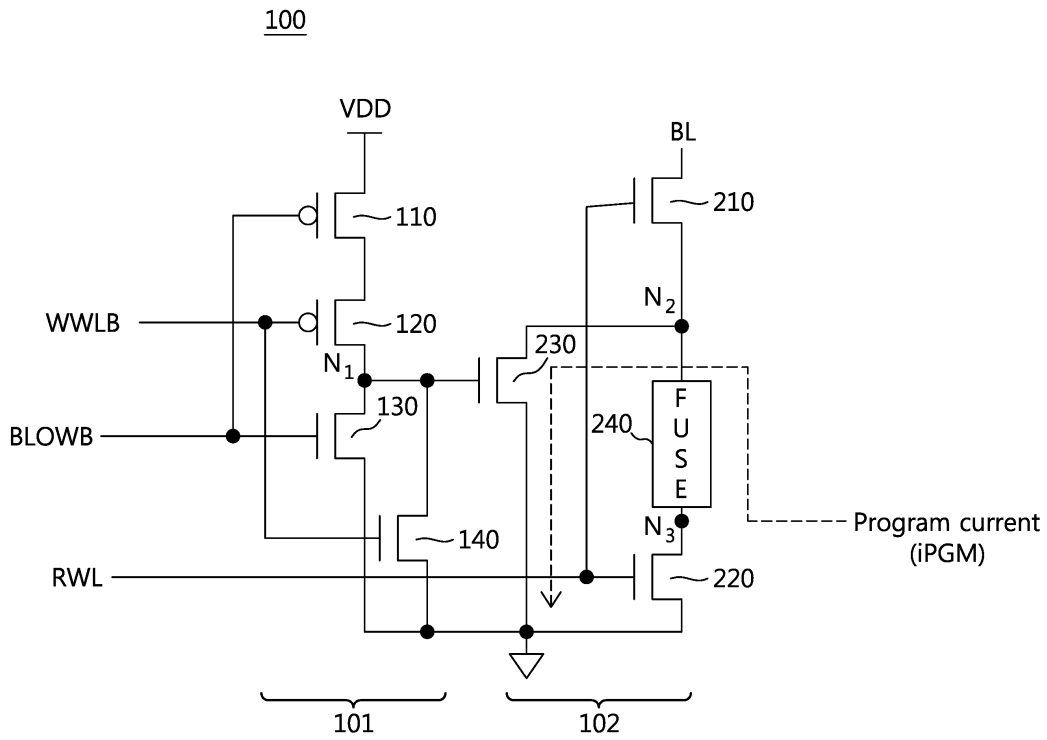 100
VDD
BL
110
210
N2
WWLB
120
N1
230
130
BLOWB
240
FUSE
N3
Program current
(iPGM)
140
RWL
220
101
102